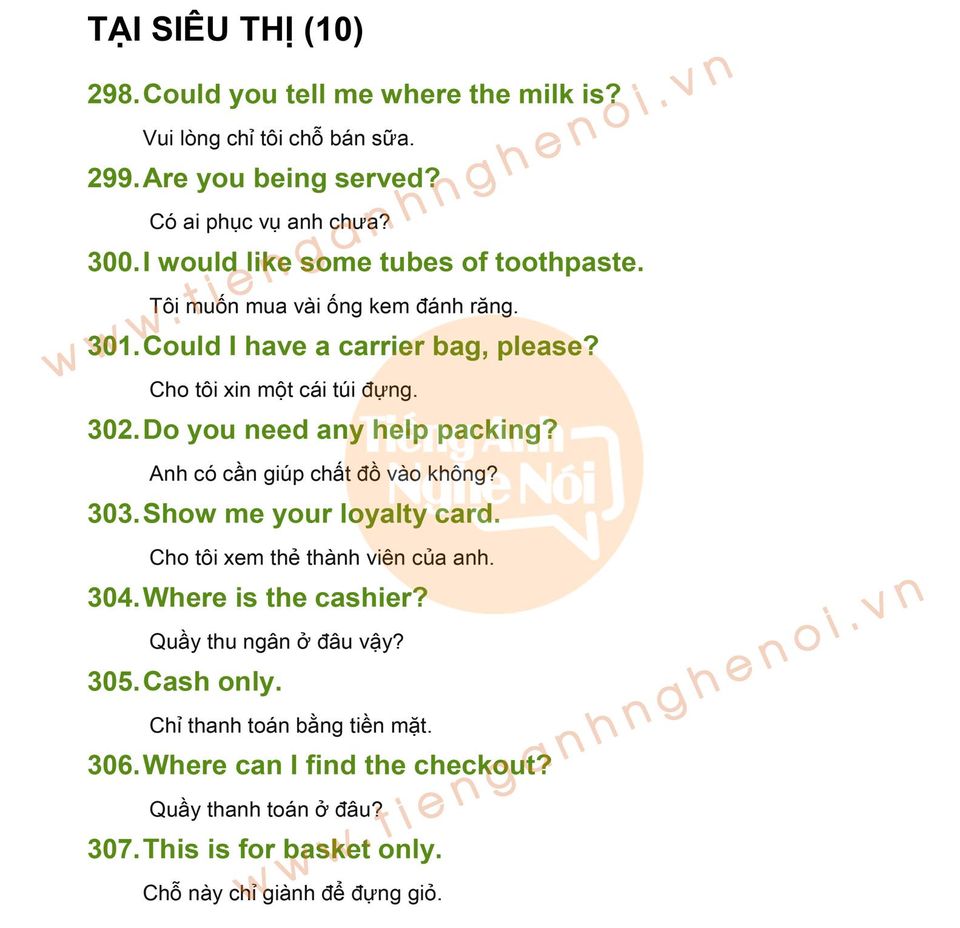 TẠI SIÊU THỊ (10)
298. Could you tell me where the milk is?
Vui lòng chỉ tôi chỗ bán sữa.
299. Are you being served?
Có ai phục vụ anh chưa?
300. I would like some tubes of toothpaste.
Tôi muốn mua vài ống kem đánh răng.
301. Could I have a carrier bag, please?
Cho tôi xin một cái túi đựng.
302. Do you need any help packing?
Anh có cần giúp chất đồ vào không?
303. Show me your loyalty card.
Cho tôi xem thẻ thành viên của anh.
304. Where is the cashier?
Quầy thu ngân ở đâu vậy?
305. Cash only.
Chỉ thanh toán bằng tiền mặt.
306. Where can I find the checkout?
Quầy thanh toán ở đâu?
307. This is for basket only.
Chỗ này chỉ giành để đựng giỏ.
www.tienganhnghenoi.vn
Tiếng Anh
Nghe Nói
www.tienganhnghenoi.vn